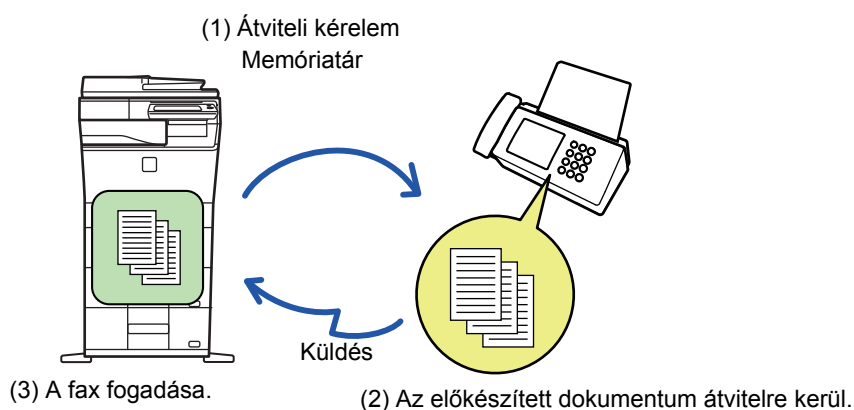 (1) Átviteli kérelem
Memóriatár
Küldés
(3) A fax fogadása.
(2) Az előkészített dokumentum átvitelre kerül.